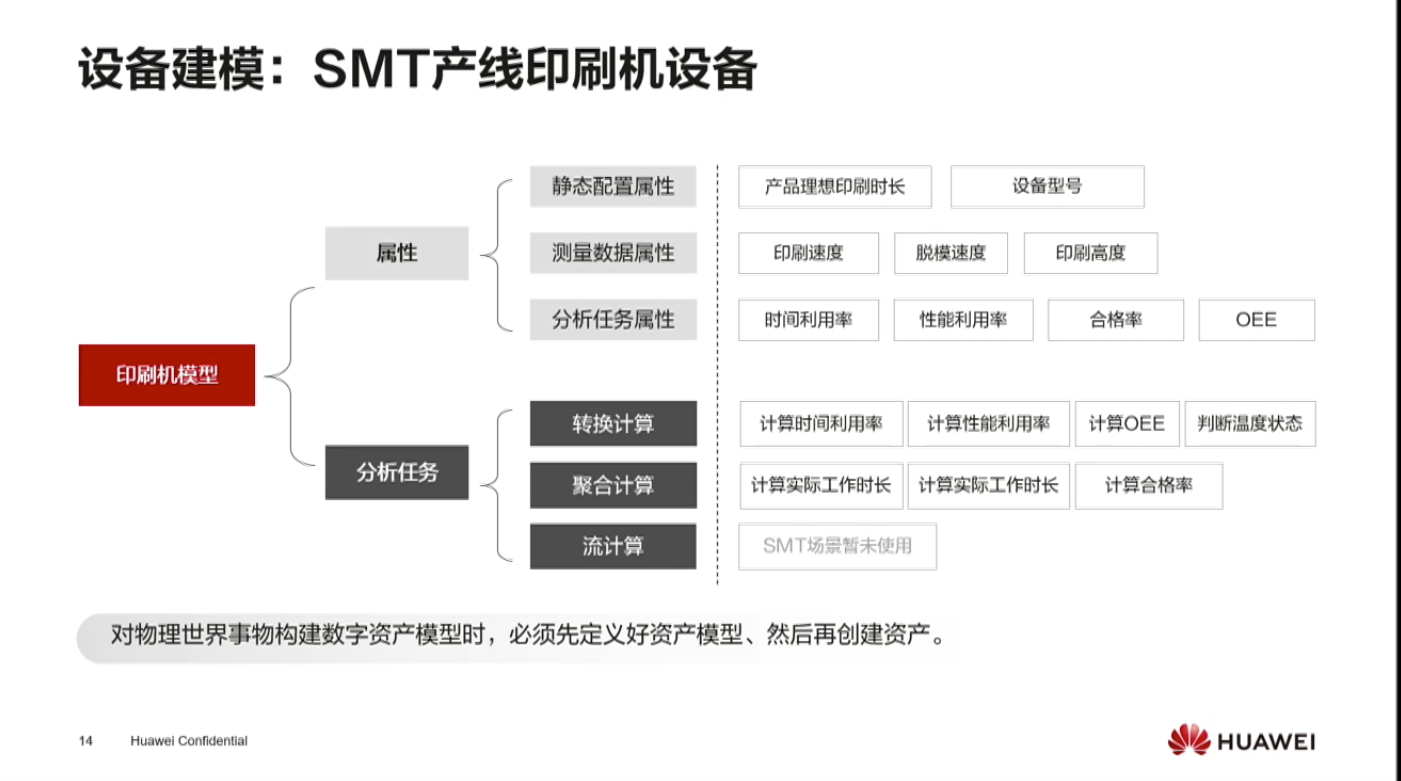 设备建模：SMT产线印刷机设备
静态配置属性 产品理想印刷时长 设备型号
属性 测量数据属性 印刷速度 脱模速度 印刷高度
分析任务属性 时间利用率 性能利用率 合格率 OEE
印刷机模型
转换计算 计算时间利用率 计算性能利用率 计算OEE 判断温度状态
分析任务 聚合计算 计算实际工作时长 计算实际工作时长 计算合格率
流计算 SMT场景暂未使用
对物理世界事物构建数字资产模型时，必须先定义好资产模型、然后再创建资产。
14 Huawei Confidential HUAWEI